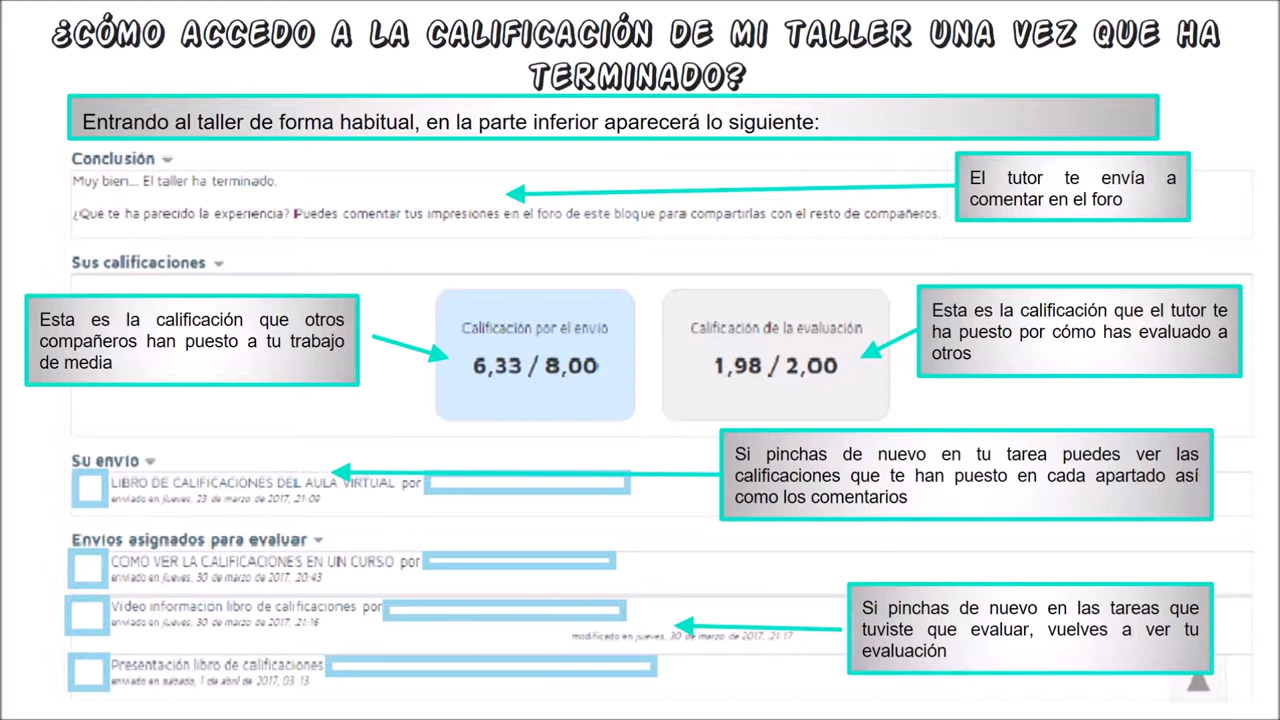 ¿CÓMO ACCEDO A LA CALIFICACIÓN DE MI TALLER UNA VEZ QUE HA
TERMINADO?
Entrando al taller de forma habitual, en la parte inferior aparecerá lo siguiente:
Conclusión
Muy bien... El taller ha terminado.
¿Qué te ha parecido la experiencia? Puedes comentar tus impresiones en el foro de este bloque para compartirlas con el resto de compañeros.
El tutor te envía a
comentar en el foro
Sus calificaciones
Esta es la calificación que otros
compañeros han puesto a tu trabajo
de media
Calificación por el envío
6,33 / 8,00
Calificación de la evaluación
1,98 / 2,00
Esta es la calificación que el tutor te
ha puesto por cómo has evaluado a
otros
Su envío
LIBRO DE CALIFICACIONES DEL AULA VIRTUAL por
enviado en jueves, 23 de marzo de 2017, 21:09
Si pinchas de nuevo en tu tarea puedes ver las
calificaciones que te han puesto en cada apartado así
como los comentarios
Envíos asignados para evaluar
COMO VER LA CALIFICACIONES EN UN CURSO por
enviado en jueves, 30 de marzo de 2017, 20:43
Video información libro de calificaciones por
enviado en jueves, 30 de marzo de 2017, 21:16
modificado en jueves, 30 de marzo de 2017, 21:17
Presentación libro de calificaciones
enviado en sábado, 1 de abril de 2017, 03:13
Si pinchas de nuevo en las tareas que
tuviste que evaluar, vuelves a ver tu
evaluación